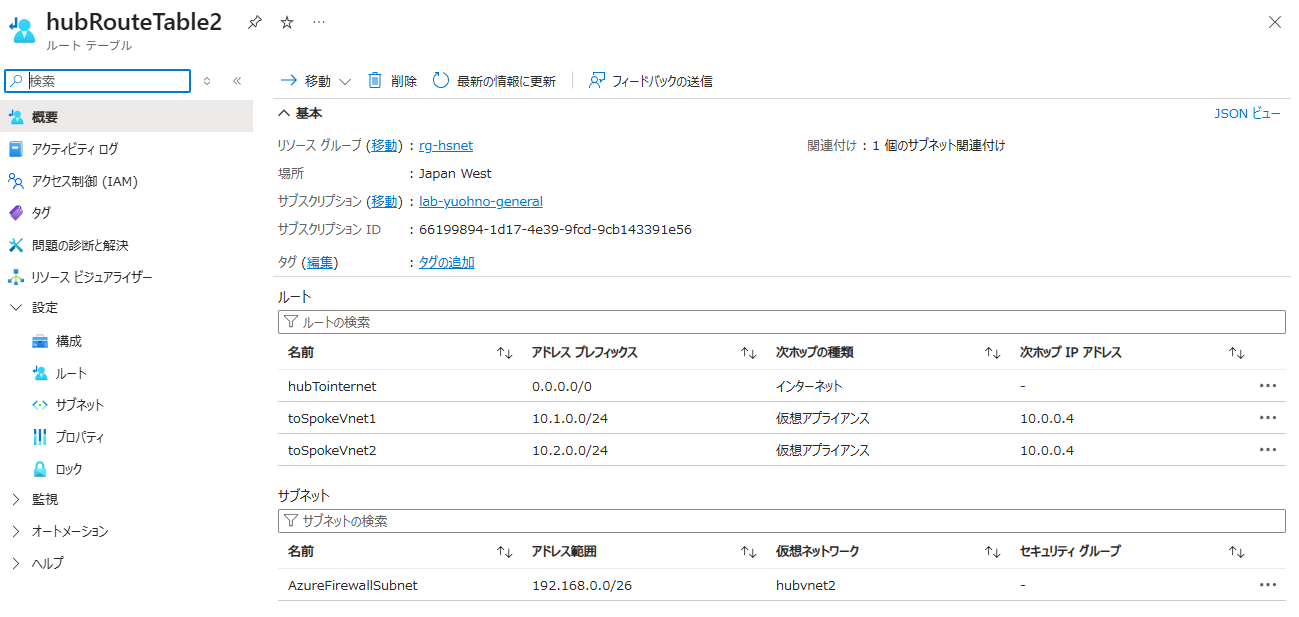 hubRouteTable2
ルート テーブル
検索
移動 削除 最新の情報に更新 フィードバックの送信
概要
アクティビティ ログ
アクセス制御 (IAM)
タグ
問題の診断と解決
リソース ビジュアライザー
設定
構成
ルート
サブネット
プロパティ
ロック
監視
オートメーション
ヘルプ
基本 JSON ビュー
リソース グループ (移動) : rg-hsnet 関連付け : 1 個のサブネット関連付け
場所 : Japan West
サブスクリプション (移動) : lab-yuohno-general
サブスクリプション ID : 66199894-1d17-4e39-9fcd-9cb143391e56
タグ (編集) : タグの追加
ルート
ルートの検索
名前 アドレス プレフィックス 次ホップの種類 次ホップ IP アドレス
hubTointernet 0.0.0.0/0 インターネット -
toSpokeVnet1 10.1.0.0/24 仮想アプライアンス 10.0.0.4
toSpokeVnet2 10.2.0.0/24 仮想アプライアンス 10.0.0.4
サブネット
サブネットの検索
名前 アドレス範囲 仮想ネットワーク セキュリティ グループ
AzureFirewallSubnet 192.168.0.0/26 hubvnet2 -